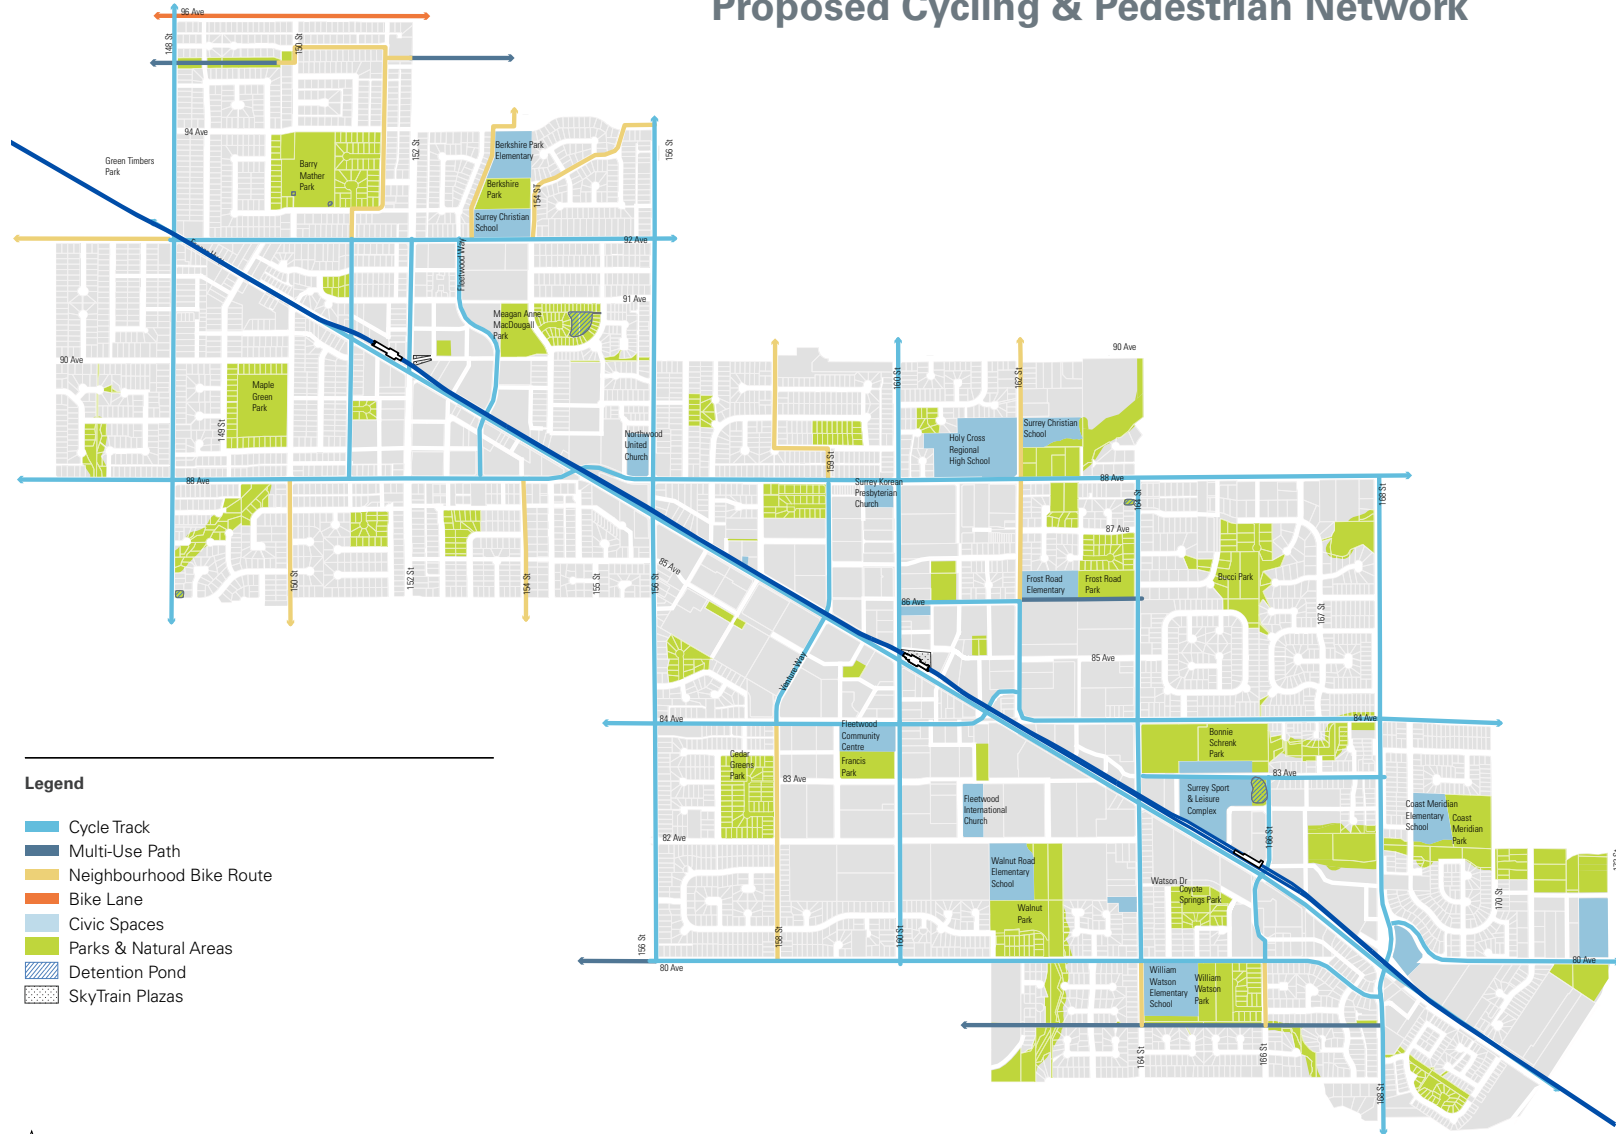 Proposed Cycling & Pedestrian Network
96 Ave
148 St
150 St
94 Ave
Green Timbers
Park
Barry
Mather
Park
152 St
Berkshire Park
Elementary
Berkshire
Park
154 ST
Surrey Christian
School
156 St
92 Ave
Fleetwood Way
91 Ave
Meagan Anne
MacDougall
Park
90 Ave
Maple
Green
Park
149 St
Northwood
United
Church
88 Ave
90 Ave
160 St
162 St
159 St
Holy Cross
Regional
High School
Surrey Christian
School
Surrey Korean
Presbyterian
Church
88 Ave
164 St
168 St
87 Ave
85 Ave
150 St
152 St
154 St
155 St
156 St
Frost Road
Elementary
Frost Road
Park
Bucci Park
86 Ave
167 St
85 Ave
Venture Way
84 Ave
Fleetwood
Community
Centre
Francis
Park
84 Ave
Bonnie
Schrenk
Park
Cedar
Greens
Park
83 Ave
83 Ave
Surrey Sport
& Leisure
Complex
Fleetwood
International
Church
Coast Meridian
Elementary
School
Coast
Meridian
Park
82 Ave
166 St
Walnut Road
Elementary
School
Watson Dr
Coyote
Springs Park
170 St
Walnut
Park
156 St
158 St
160 St
80 Ave
80 Ave
William
Watson
Elementary
School
William
Watson
Park
164 St
166 St
168 St
Legend
Cycle Track
Multi-Use Path
Neighbourhood Bike Route
Bike Lane
Civic Spaces
Parks & Natural Areas
Detention Pond
SkyTrain Plazas